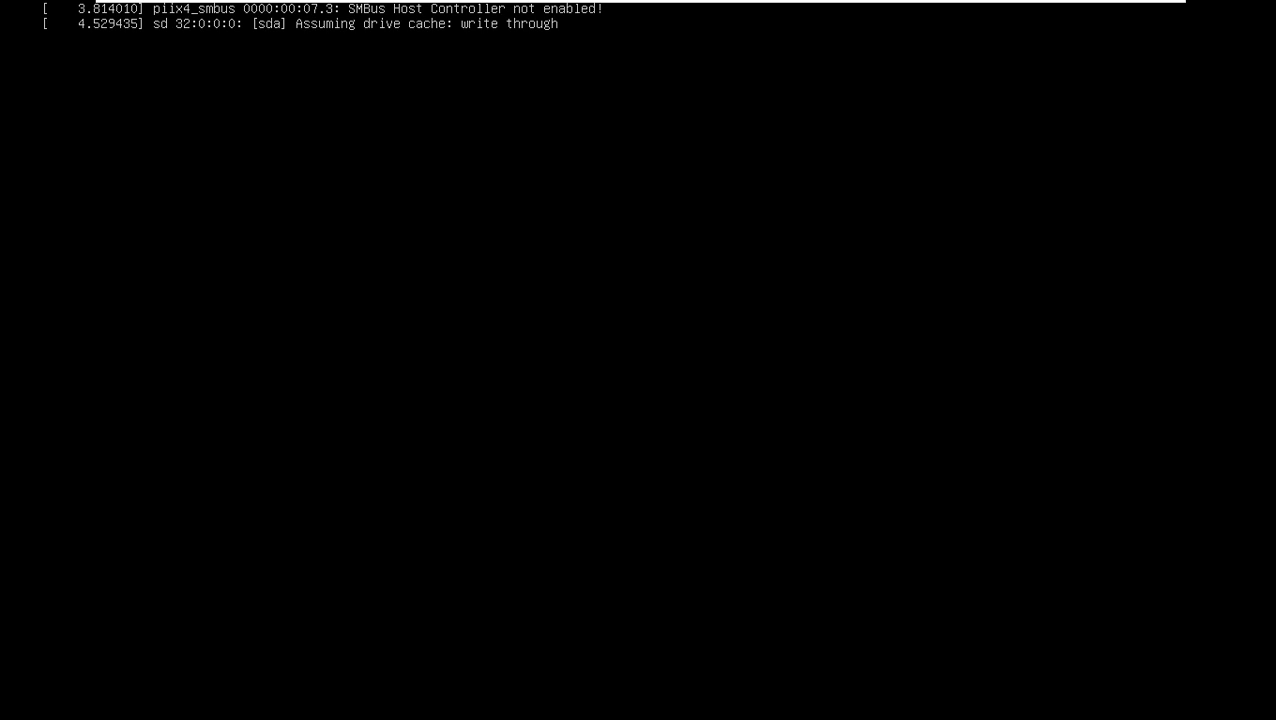 [    3.814010] piix4_smbus 0000:00:07.3: SMBus Host Controller not enabled!
[    4.529435] sd 32:0:0:0: [sda] Assuming drive cache: write through